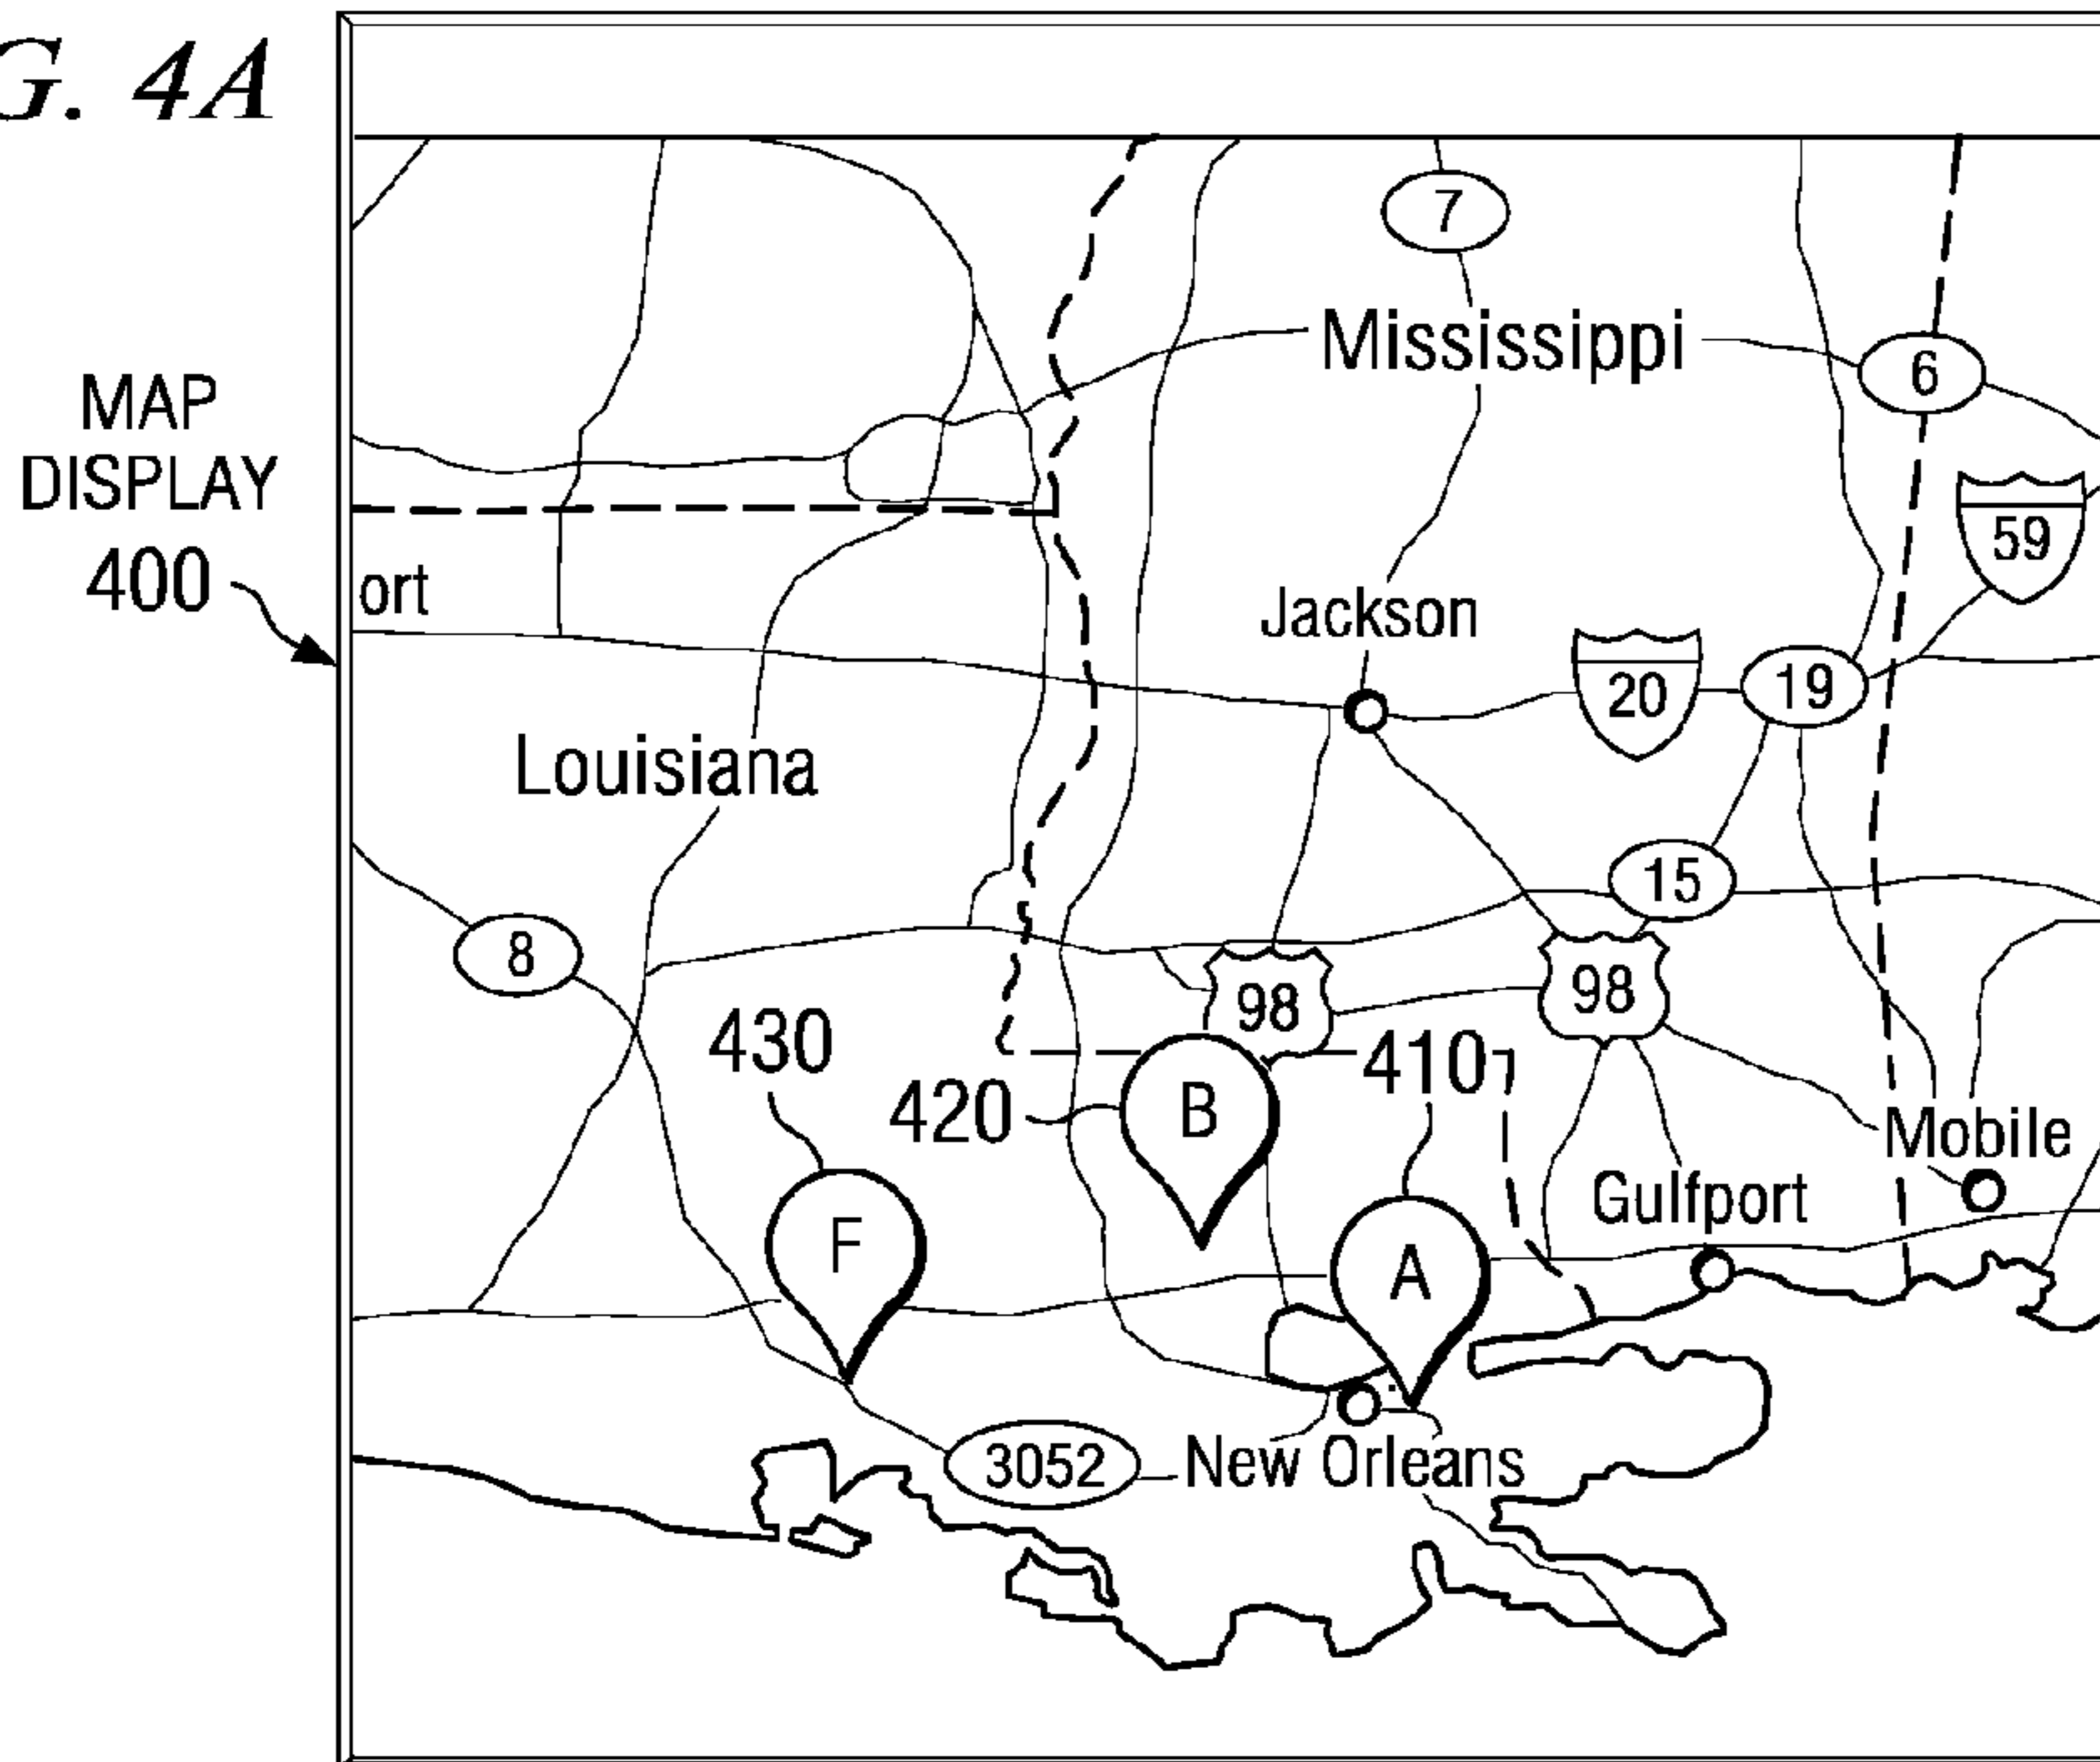 G. 4A
7
Mississippi
6
MAP
DISPLAY
400
59
ort
Jackson
20
19
Louisiana
15
8
98
98
430
410
420
B
Mobile
Gulfport
F
A
3052
New Orleans